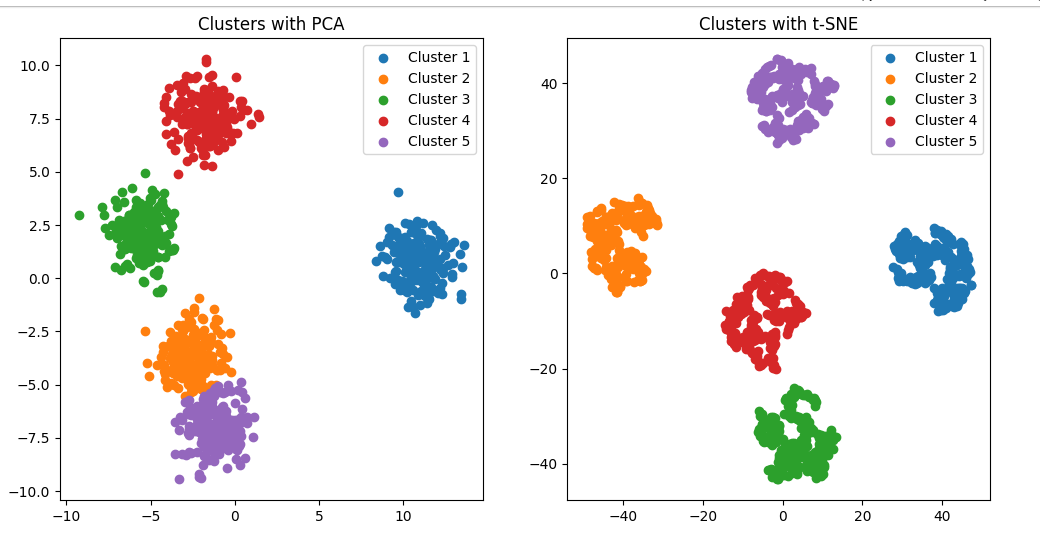 Clusters with PCA
Cluster 1
Cluster 2
Cluster 3
Cluster 4
Cluster 5
10.0
7.5
5.0
2.5
0.0
−2.5
−5.0
−7.5
−10.0
−10
−5
0
5
10
Clusters with t-SNE
Cluster 1
Cluster 2
Cluster 3
Cluster 4
Cluster 5
40
20
0
−20
−40
−40
−20
0
20
40